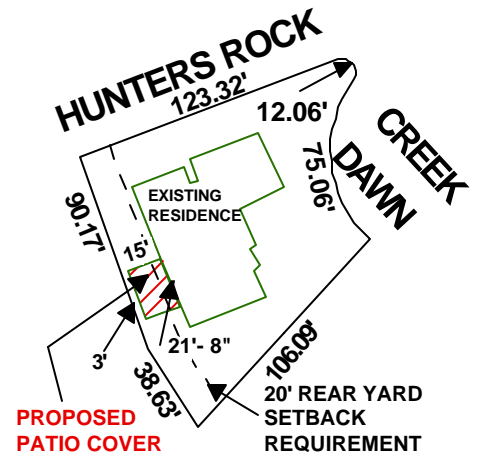 HUNTERS ROCK
123.32'
12.06'
CREEK
DAWN
75.06'
90.17'
EXISTING
RESIDENCE
15'
21'- 8"
3'
38.63'
106.09'
20' REAR YARD
SETBACK
REQUIREMENT
PROPOSED
PATIO COVER